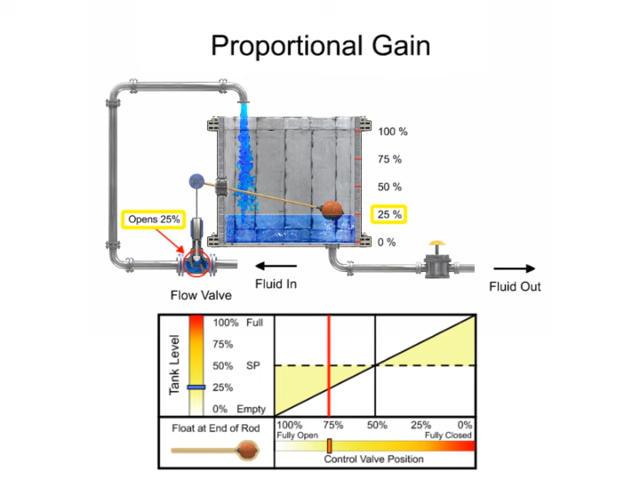 Proportional Gain
100 %
75 %
50 %
25 %
0 %
Opens 25%
Flow Valve
Fluid In
Fluid Out
Tank Level
100% Full
75%
50% SP
25%
0% Empty
100% 75% 50% 25% 0%
Fully Open Fully Closed
Control Valve Position
Float at End of Rod